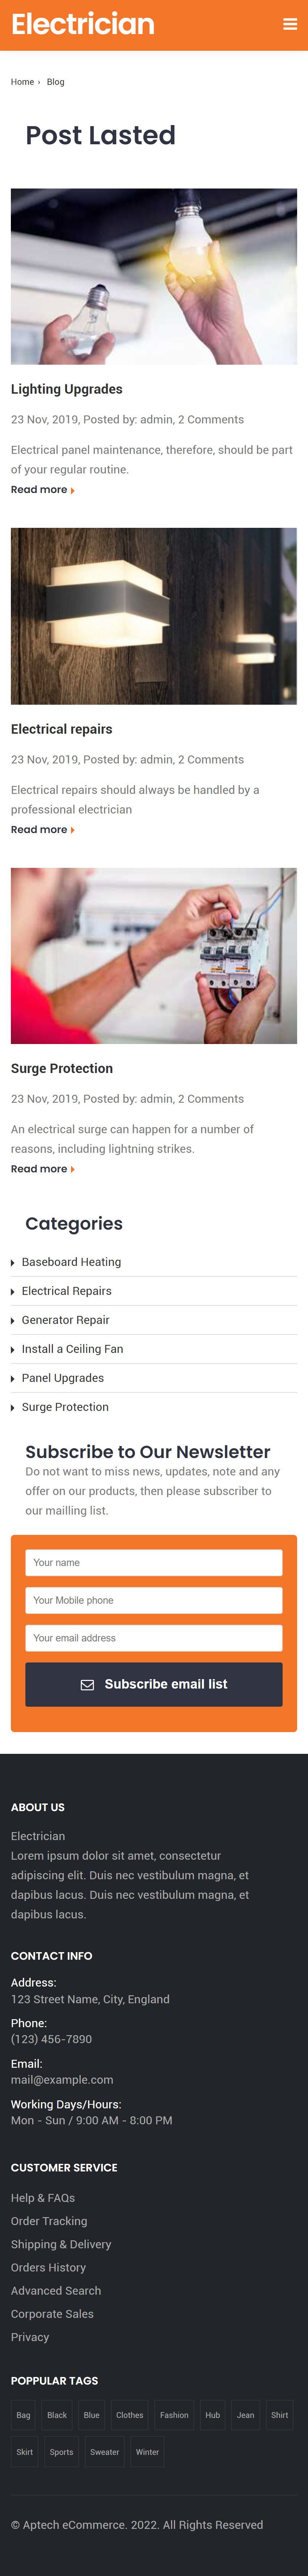 Electrician
Home › Blog
Post Lasted
Lighting Upgrades
23 Nov, 2019, Posted by: admin, 2 Comments
Electrical panel maintenance, therefore, should be part
of your regular routine.
Read more
Electrical repairs
23 Nov, 2019, Posted by: admin, 2 Comments
Electrical repairs should always be handled by a
professional electrician
Read more
Surge Protection
23 Nov, 2019, Posted by: admin, 2 Comments
An electrical surge can happen for a number of
reasons, including lightning strikes.
Read more
Categories
Baseboard Heating
Electrical Repairs
Generator Repair
Install a Ceiling Fan
Panel Upgrades
Surge Protection
Subscribe to Our Newsletter
Do not want to miss news, updates, note and any
offer on our products, then please subscriber to
our mailling list.
Your name
Your Mobile phone
Your email address
Subscribe email list
ABOUT US
Electrician
Lorem ipsum dolor sit amet, consectetur
adipiscing elit. Duis nec vestibulum magna, et
dapibus lacus. Duis nec vestibulum magna, et
dapibus lacus.
CONTACT INFO
Address:
123 Street Name, City, England
Phone:
(123) 456-7890
Email:
mail@example.com
Working Days/Hours:
Mon - Sun / 9:00 AM - 8:00 PM
CUSTOMER SERVICE
Help & FAQs
Order Tracking
Shipping & Delivery
Orders History
Advanced Search
Corporate Sales
Privacy
POPPULAR TAGS
Bag Black Blue Clothes Fashion Hub Jean Shirt
Skirt Sports Sweater Winter
© Aptech eCommerce. 2022. All Rights Reserved